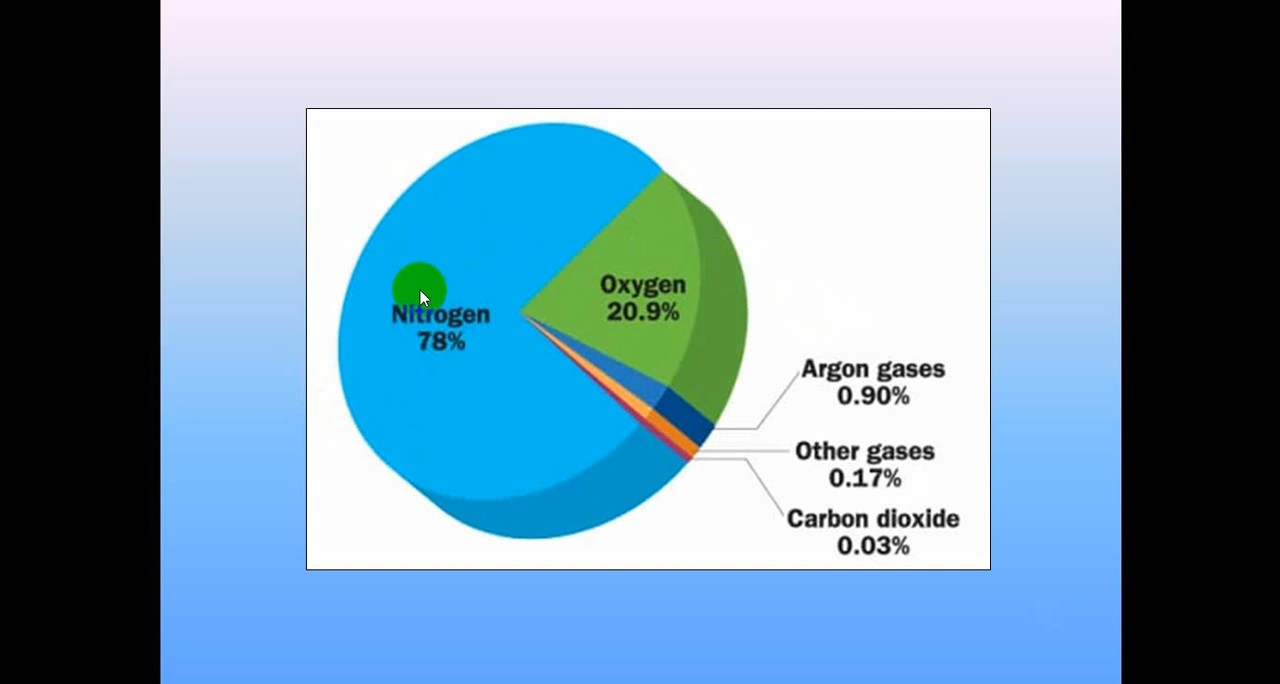 Nitrogen
78%
Oxygen
20.9%
Argon gases
0.90%
Other gases
0.17%
Carbon dioxide
0.03%